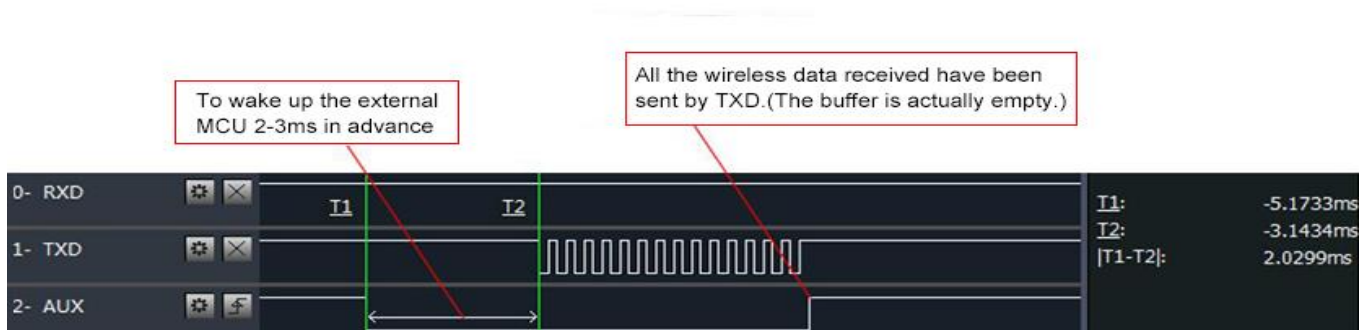 To wake up the external
MCU 2-3ms in advance
All the wireless data received have been
sent by TXD.(The buffer is actually empty.)
0- RXD
T1
T2
1- TXD
2- AUX
T1: -5.1733ms
T2: -3.1434ms
|T1-T2|: 2.0299ms